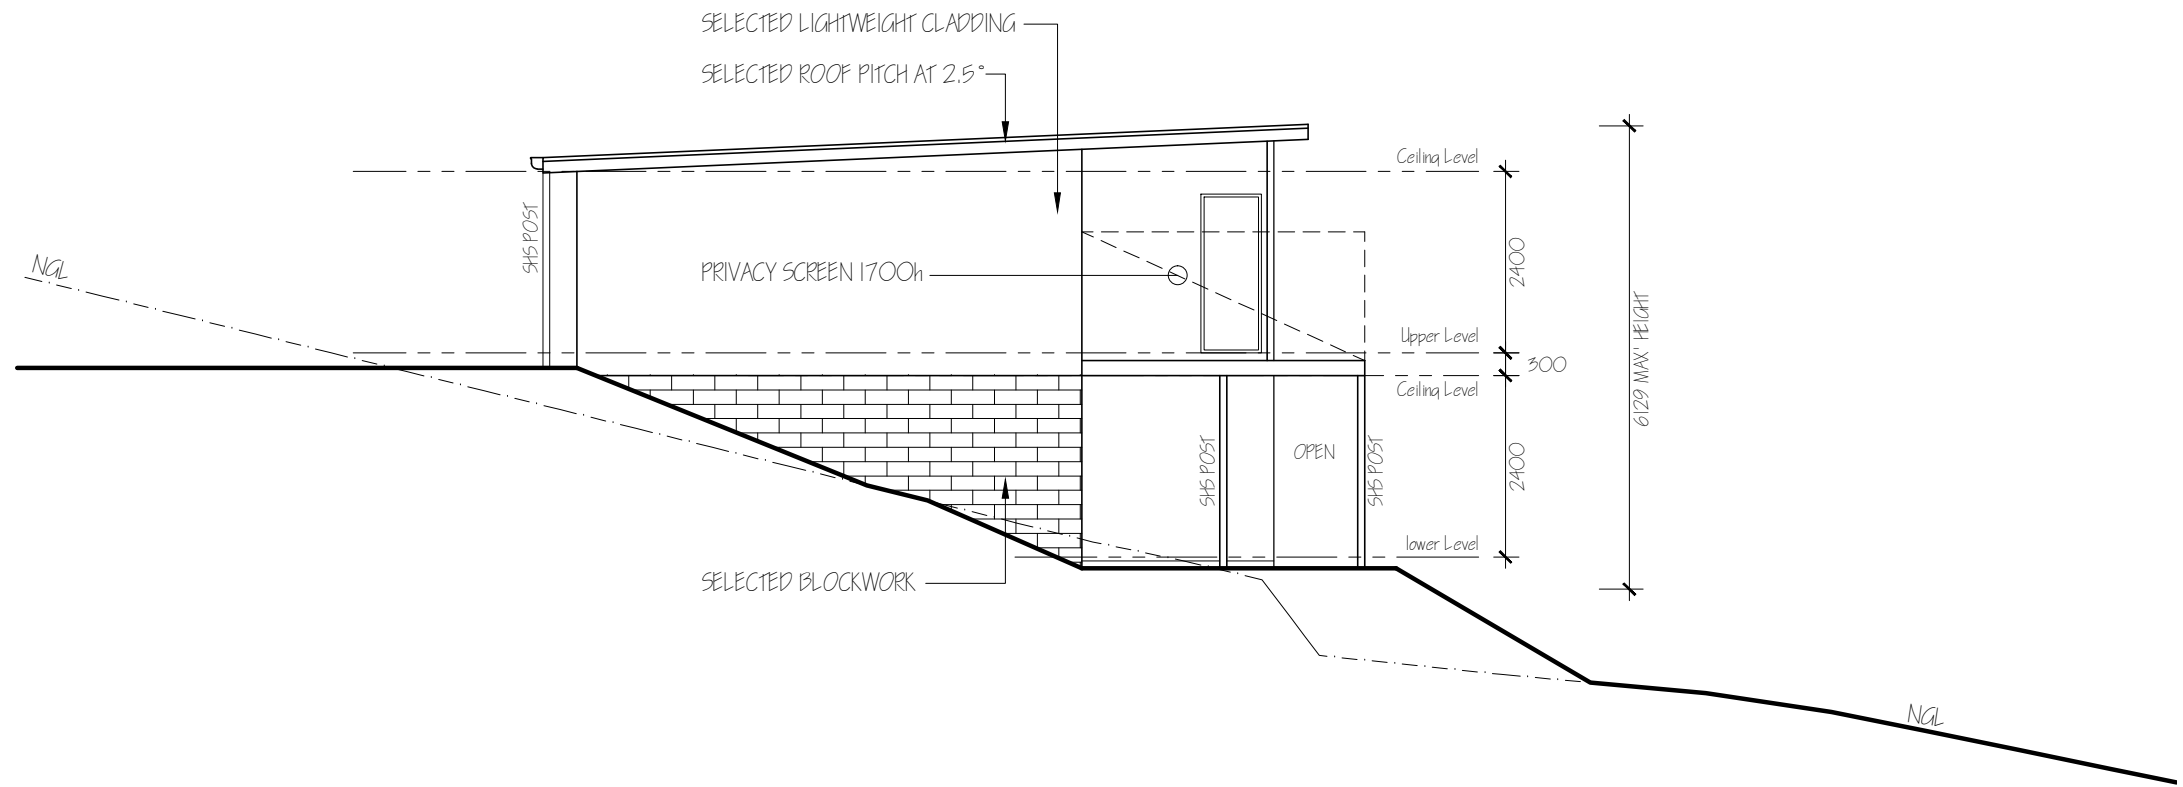 SELECTED LIGHTWEIGHT CLADDING
SELECTED ROOF PITCH AT 2.5°
Ceiling Level
SHS POST
NGL
PRIVACY SCREEN 1700h
2400
6129 MAX' HEIGHT
Upper Level
300
Ceiling Level
SHS POST
OPEN
SHS POST
2400
lower Level
SELECTED BLOCKWORK
NGL